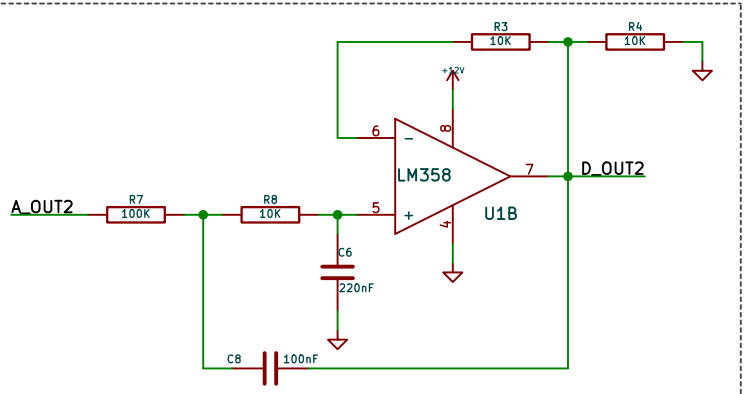 R3
10K
R4
10K
+12V
6
8
−
LM358
7
D_OUT2
A_OUT2
R7
100K
R8
10K
5
+
4
U1B
C6
220nF
C8
100nF